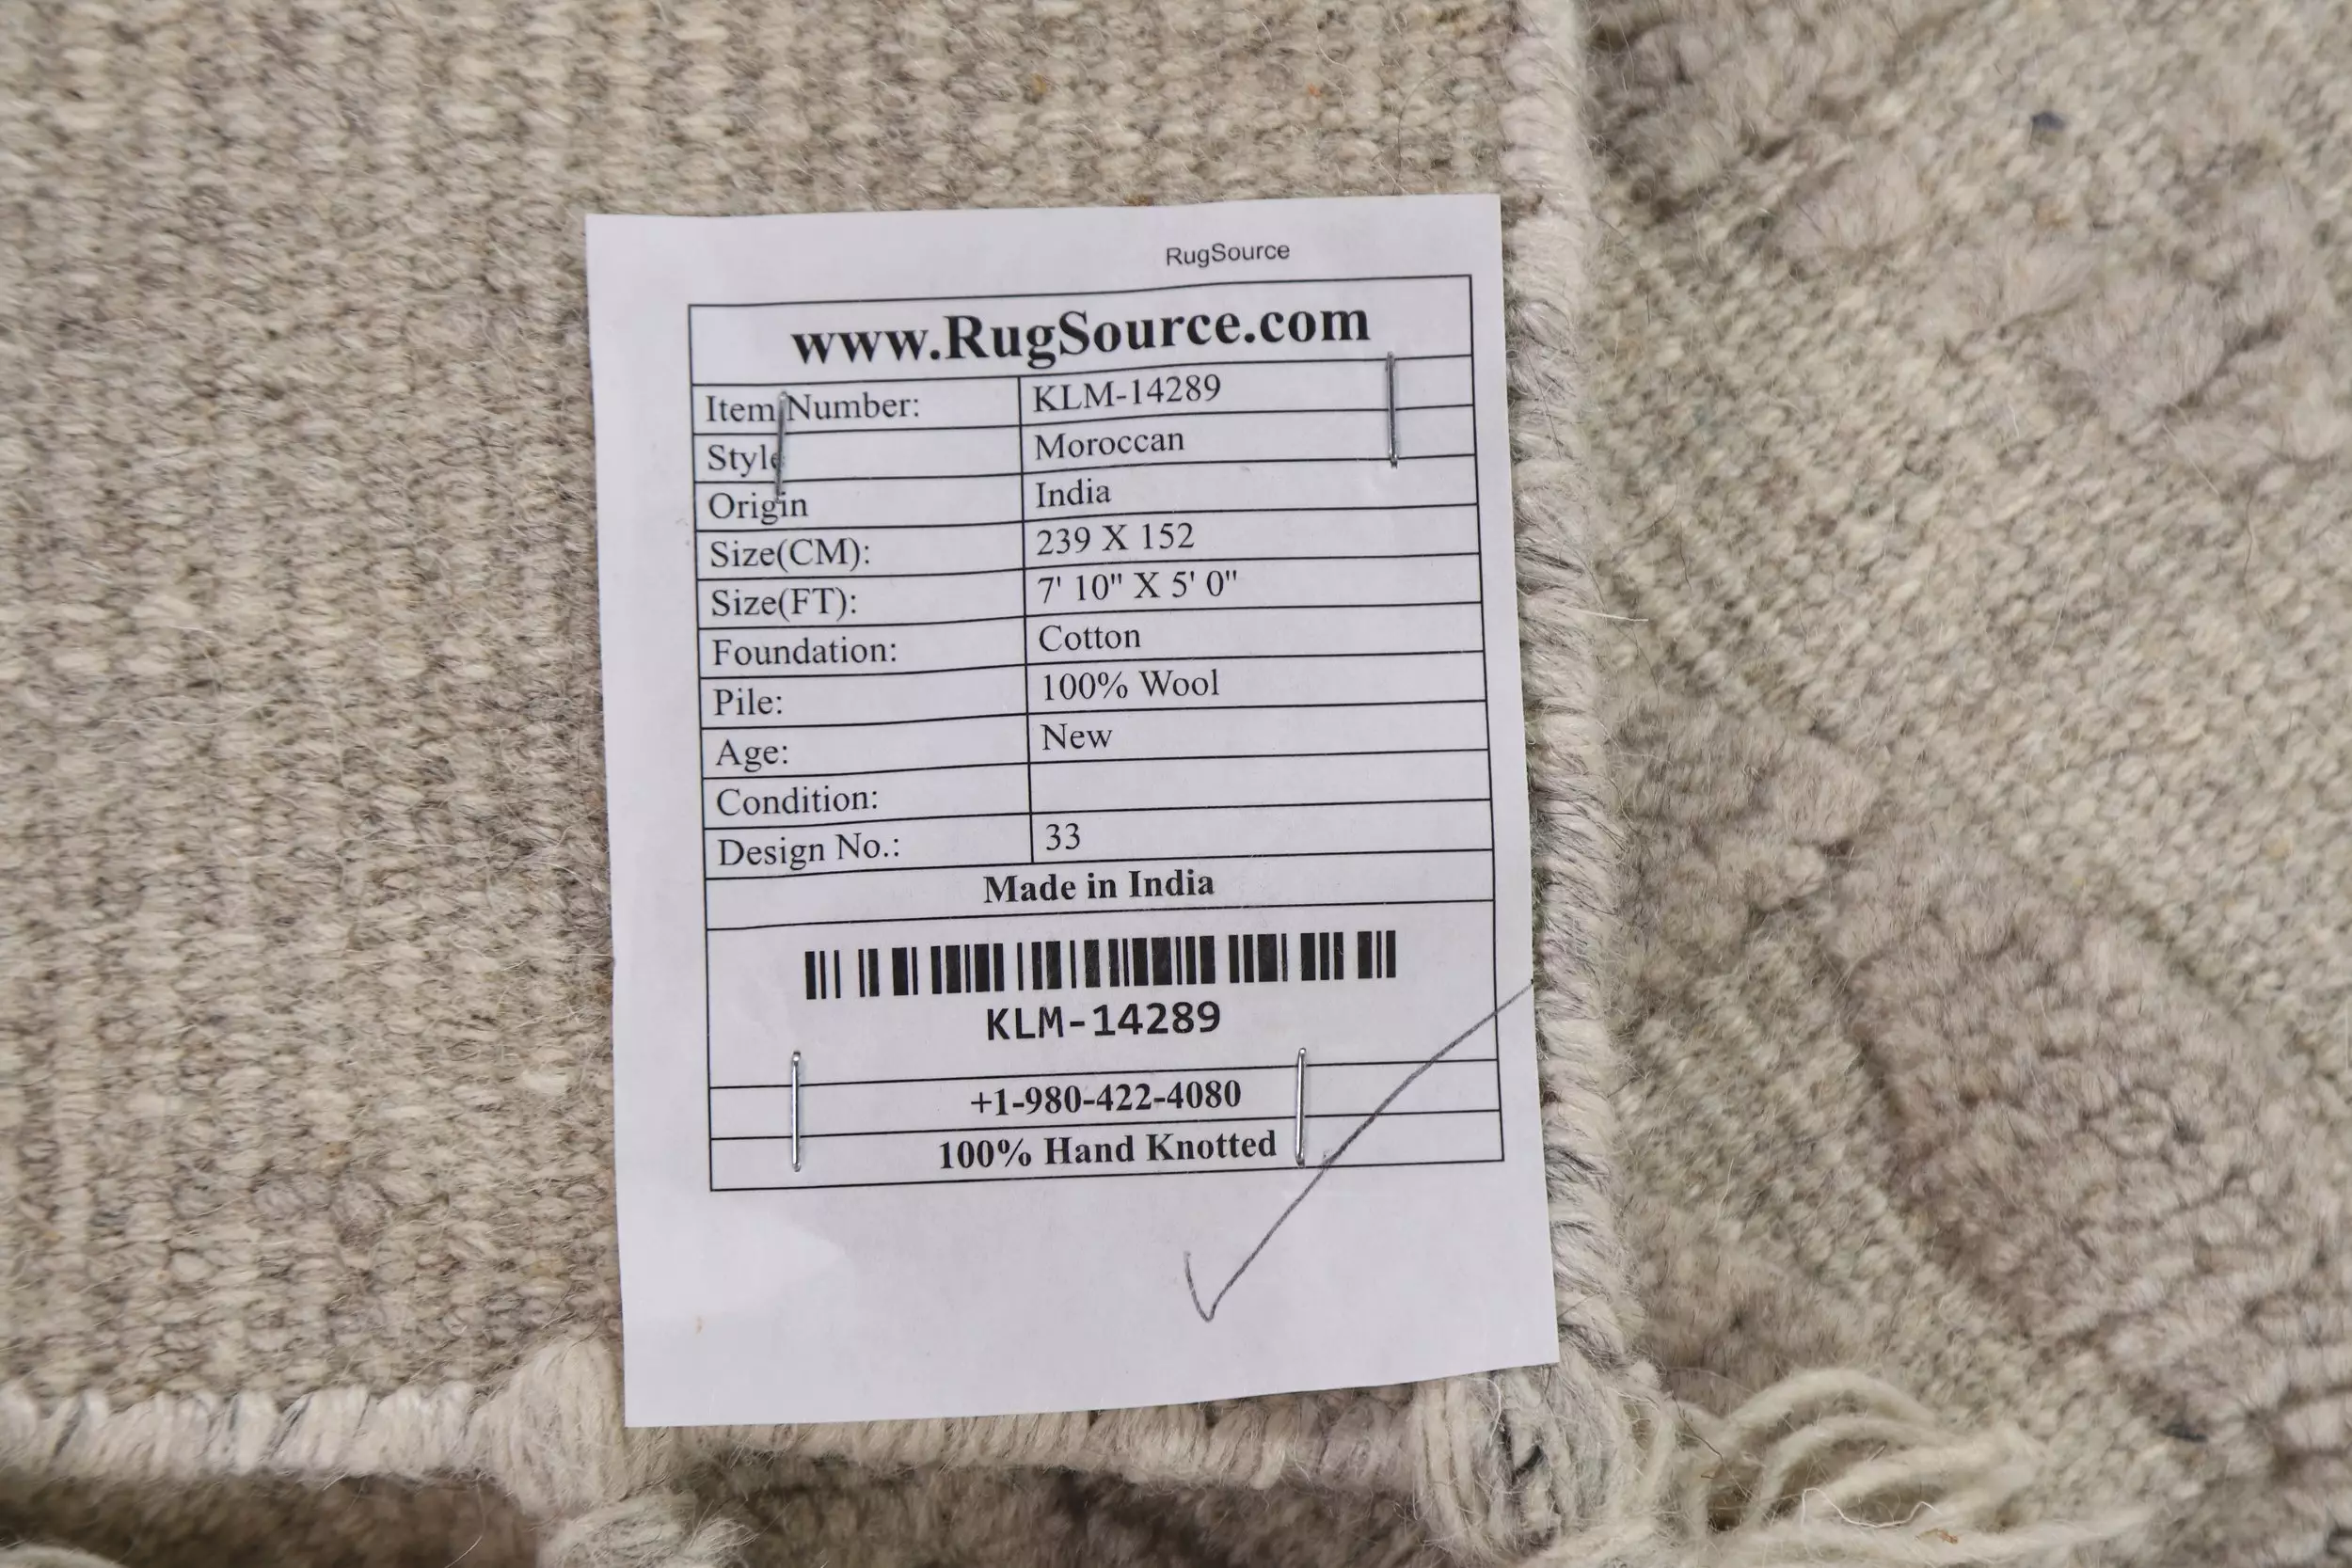 RugSource
www.RugSource.com
Item Number: KLM-14289
Style Moroccan
Origin India
Size(CM): 239 X 152
Size(FT): 7' 10" X 5' 0"
Foundation: Cotton
Pile: 100% Wool
Age: New
Condition:
Design No.: 33
Made in India
KLM-14289
+1-980-422-4080
100% Hand Knotted